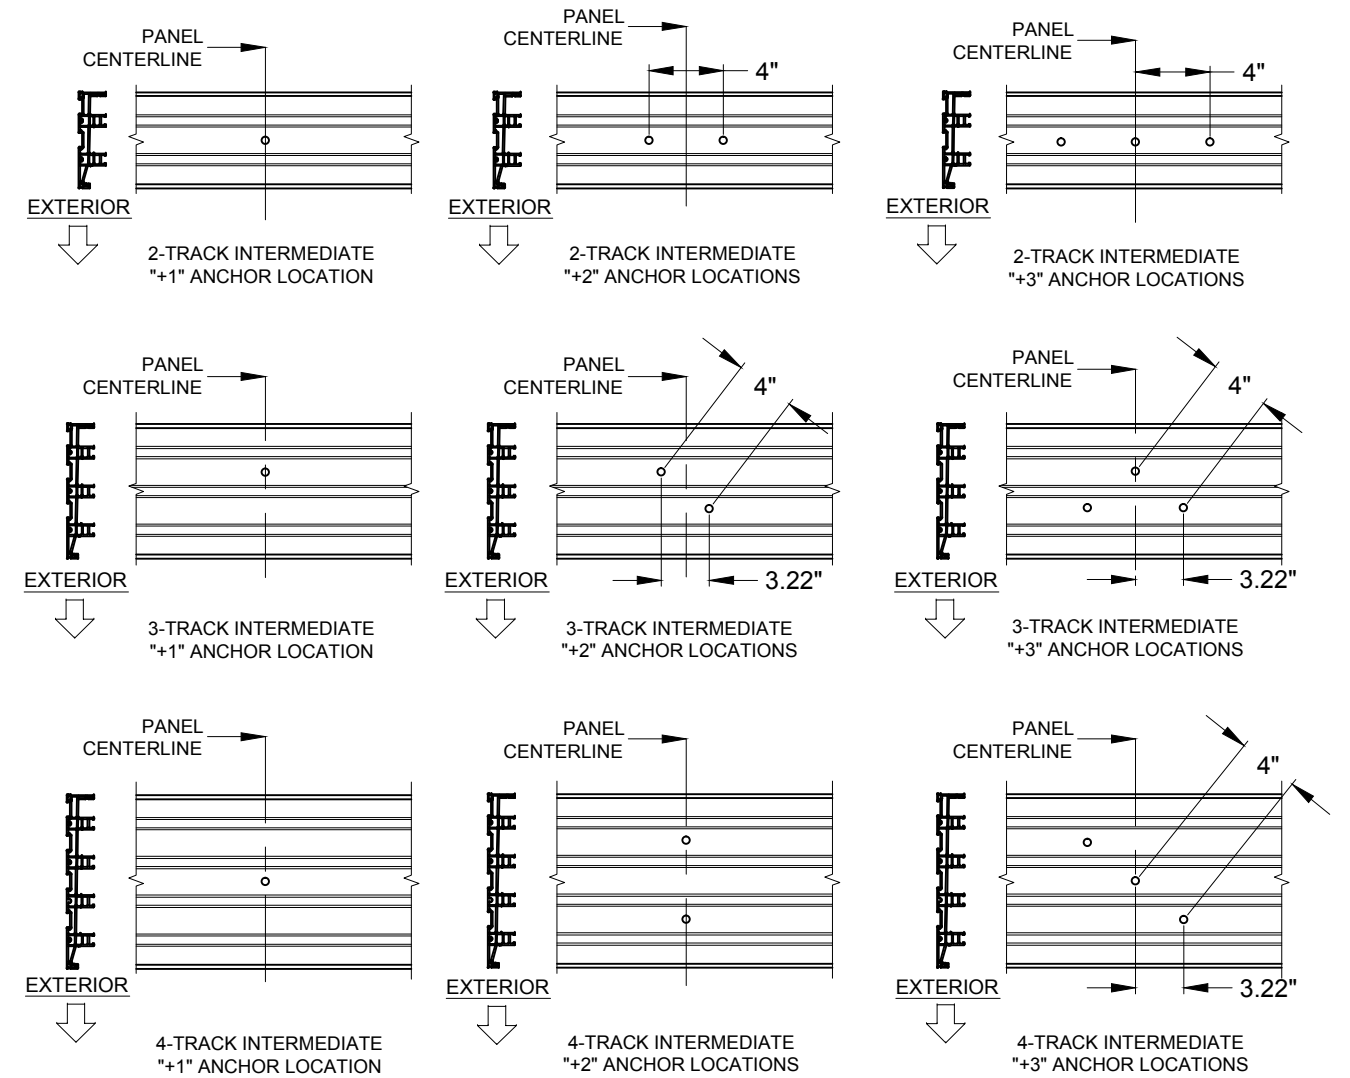 PANEL
CENTERLINE
EXTERIOR
2-TRACK INTERMEDIATE
"+1" ANCHOR LOCATION
PANEL
CENTERLINE
4"
EXTERIOR
2-TRACK INTERMEDIATE
"+2" ANCHOR LOCATIONS
PANEL
CENTERLINE
4"
EXTERIOR
2-TRACK INTERMEDIATE
"+3" ANCHOR LOCATIONS
PANEL
CENTERLINE
EXTERIOR
3-TRACK INTERMEDIATE
"+1" ANCHOR LOCATION
PANEL
CENTERLINE
4"
EXTERIOR
3.22"
3-TRACK INTERMEDIATE
"+2" ANCHOR LOCATIONS
PANEL
CENTERLINE
4"
EXTERIOR
3.22"
3-TRACK INTERMEDIATE
"+3" ANCHOR LOCATIONS
PANEL
CENTERLINE
EXTERIOR
4-TRACK INTERMEDIATE
"+1" ANCHOR LOCATION
PANEL
CENTERLINE
EXTERIOR
4-TRACK INTERMEDIATE
"+2" ANCHOR LOCATIONS
PANEL
CENTERLINE
4"
EXTERIOR
3.22"
4-TRACK INTERMEDIATE
"+3" ANCHOR LOCATIONS